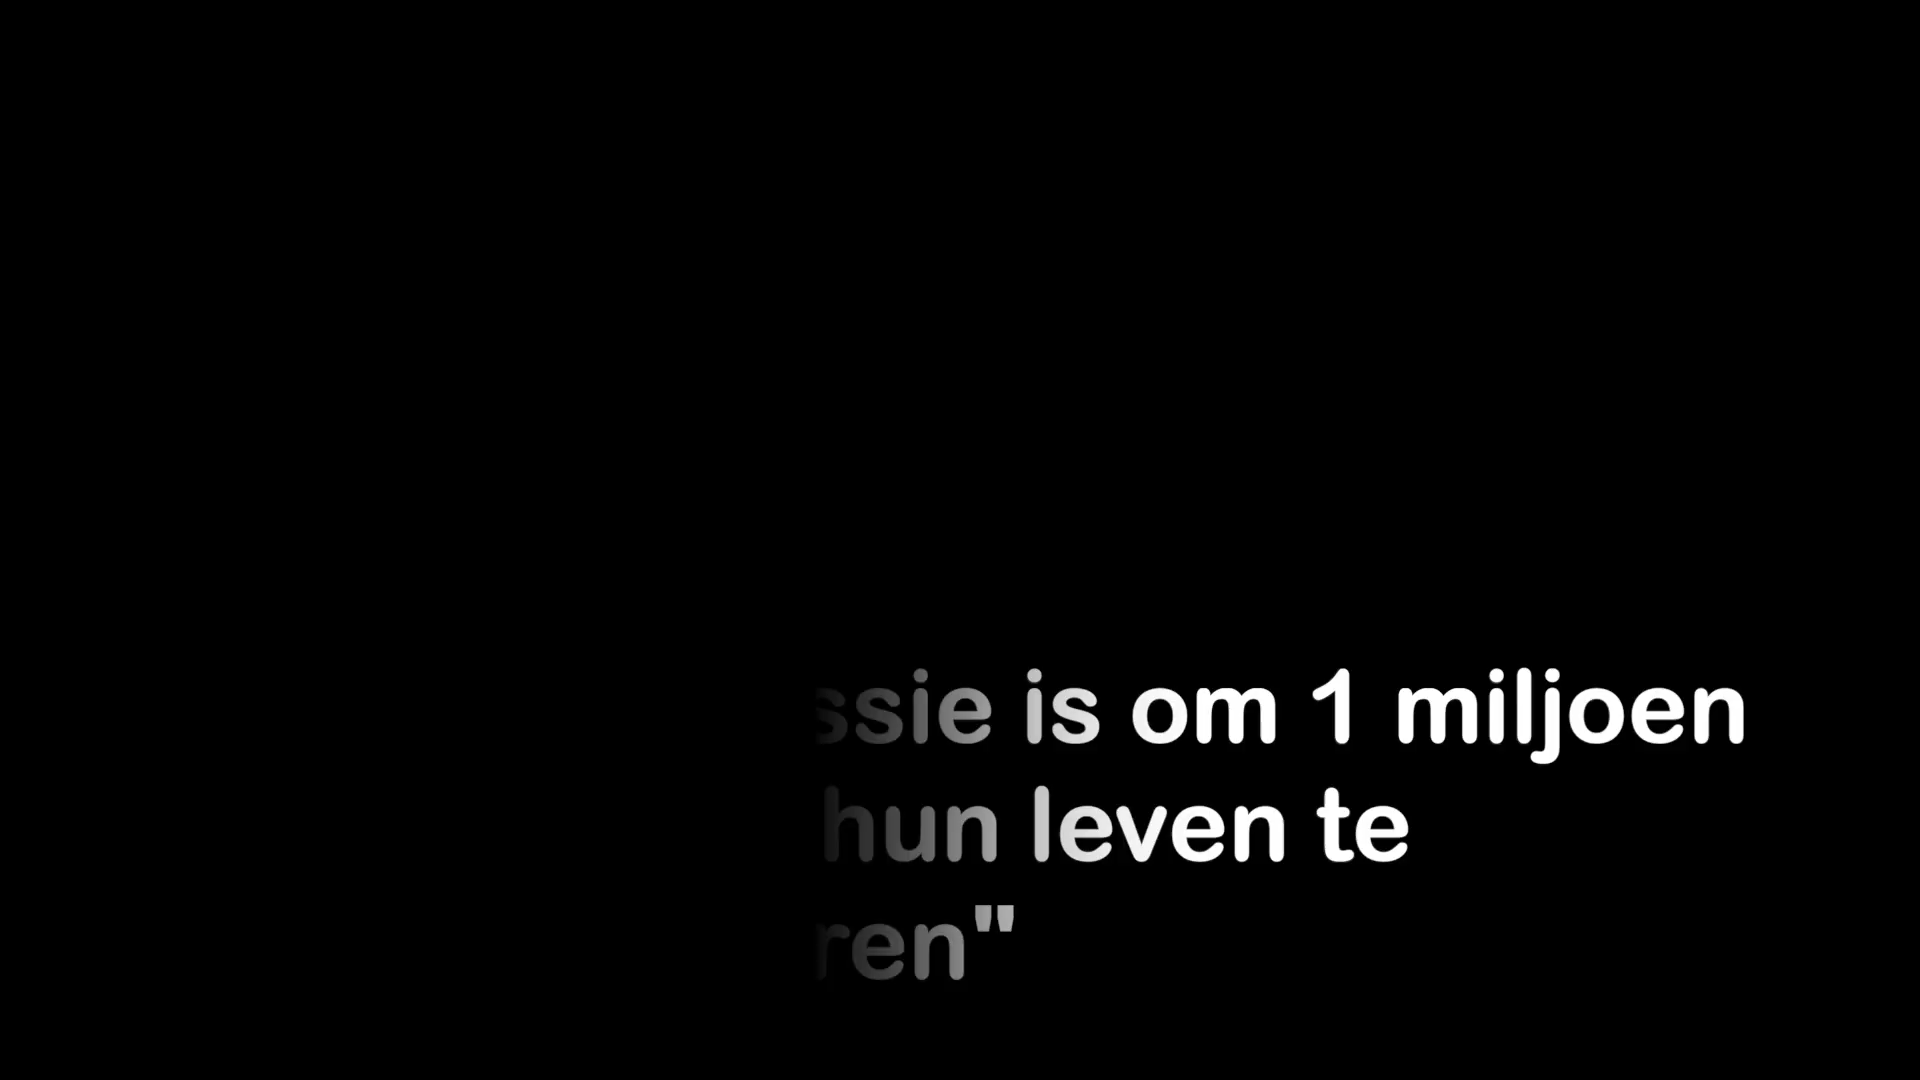 ssie is om 1 miljoen
hun leven te
ren"